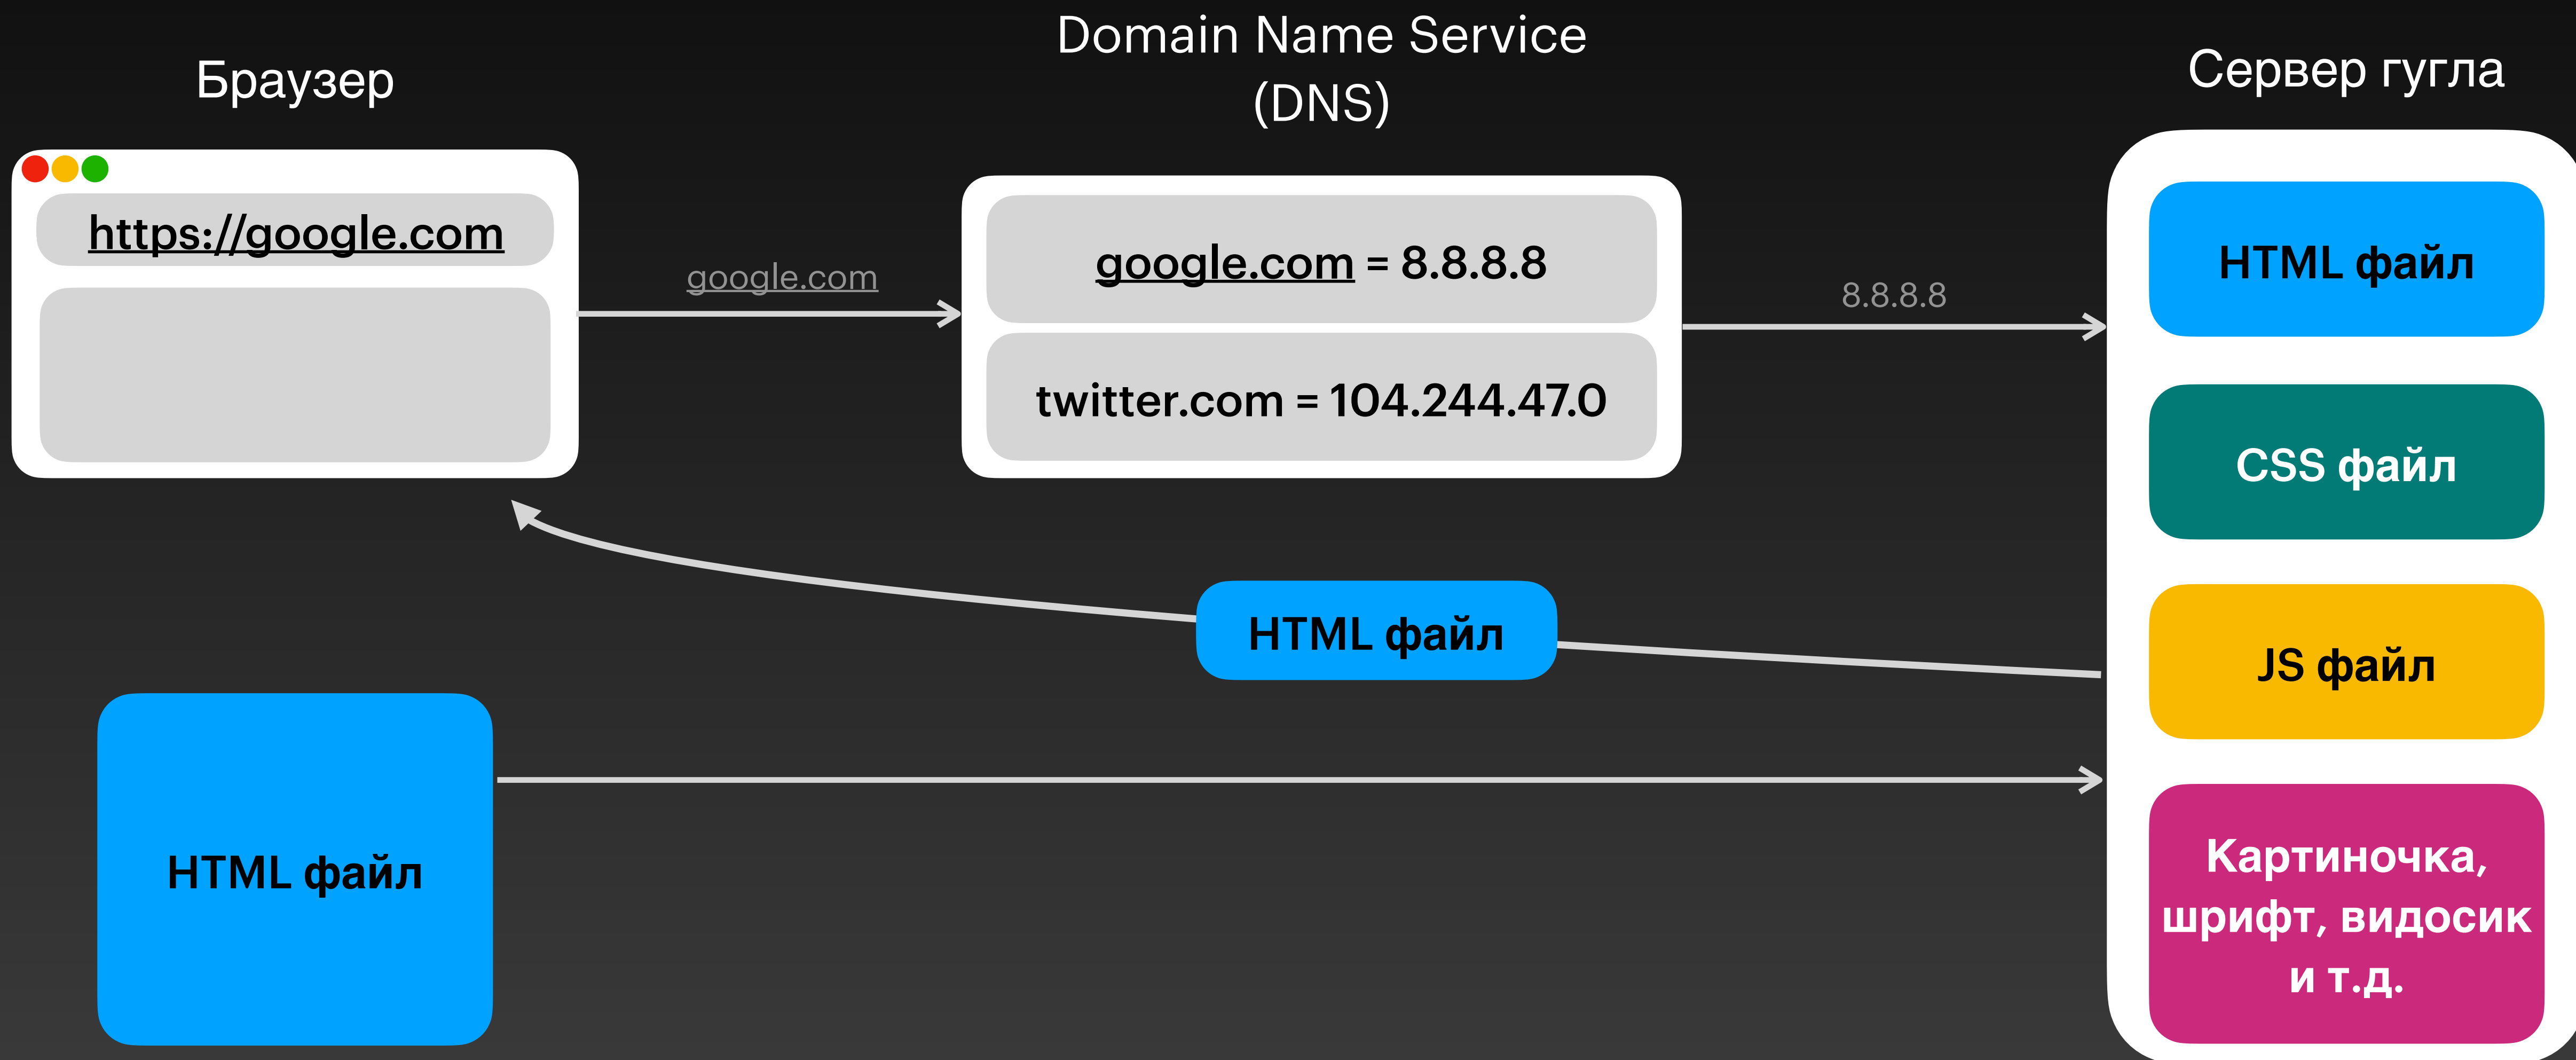 Браузер
Domain Name Service
(DNS)
Сервер гугла
https://google.com
google.com
google.com = 8.8.8.8
twitter.com = 104.244.47.0
8.8.8.8
HTML файл
CSS файл
JS файл
Картиночка,
шрифт, видосик
и т.д.
HTML файл
HTML файл